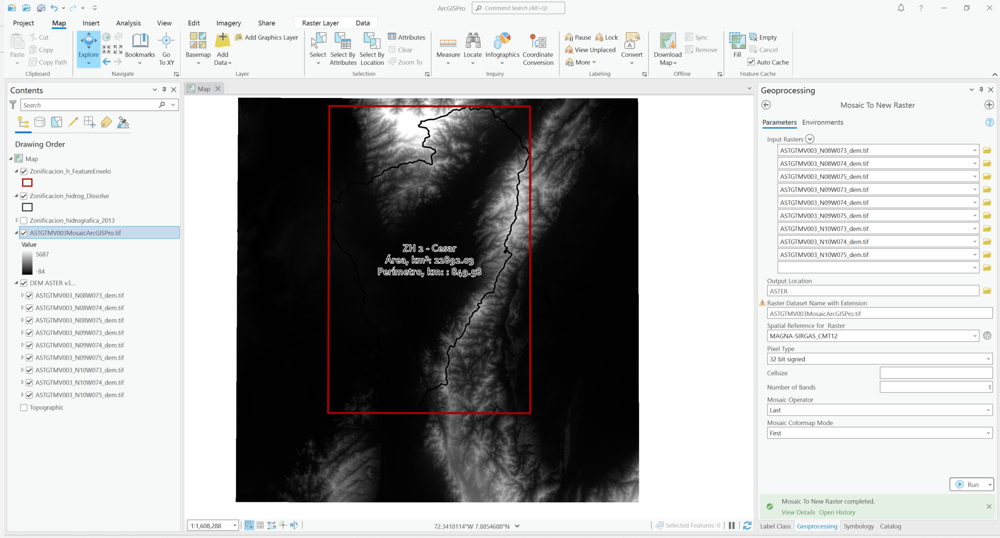 ArcGISPro
Command Search (Alt+Q)
Project
Map
Insert
Analysis
View
Edit
Imagery
Share
Raster Layer
Data
Paste
Cut
Copy
Copy Path
Clipboard
Explore
Bookmarks
Go
To XY
Navigate
Basemap
Add
Data
Add Graphics Layer
Layer
Select
Select By
Attributes
Select By
Location
Attributes
Clear
Zoom To
Selection
Measure
Locate
Infographics
Coordinate
Conversion
Inquiry
Pause
Lock
View Unplaced
More
Convert
Labeling
Download
Map
Sync
Remove
Offline
Fill
Empty
Cancel
Auto Cache
Feature Cache
Contents
Search
Drawing Order
Map
Zonificacion_h_FeatureEnvelo
Zonificacion_hidrog_Dissolve
Zonificacion_hidrografica_2013
ASTGTMV003MosaicArcGISPro.tif
Value
5687
-84
DEM ASTER v3...
ASTGTMV003_N08W073_dem.tif
ASTGTMV003_N08W074_dem.tif
ASTGTMV003_N08W075_dem.tif
ASTGTMV003_N09W073_dem.tif
ASTGTMV003_N09W074_dem.tif
ASTGTMV003_N09W075_dem.tif
ASTGTMV003_N10W073_dem.tif
ASTGTMV003_N10W074_dem.tif
ASTGTMV003_N10W075_dem.tif
Topographic
Map
ZH 2 - Cesar
Área, km²: 22892.03
Perímetro, km: : 849.58
1:1,608,288
72.3418114°W 7.8854688°N
Selected Features: 0
Geoprocessing
Mosaic To New Raster
Parameters
Environments
Input Rasters
ASTGTMV003_N08W073_dem.tif
ASTGTMV003_N08W074_dem.tif
ASTGTMV003_N08W075_dem.tif
ASTGTMV003_N09W073_dem.tif
ASTGTMV003_N09W074_dem.tif
ASTGTMV003_N09W075_dem.tif
ASTGTMV003_N10W073_dem.tif
ASTGTMV003_N10W074_dem.tif
ASTGTMV003_N10W075_dem.tif
Output Location
ASTER
Raster Dataset Name with Extension
ASTGTMV003MosaicArcGISPro.tif
Spatial Reference for Raster
MAGNA-SIRGAS_CMT12
Pixel Type
32 bit signed
Cellsize
Number of Bands
1
Mosaic Operator
Last
Mosaic Colormap Mode
First
Run
Mosaic To New Raster completed.
View Details Open History
Label Class
Geoprocessing
Symbology
Catalog